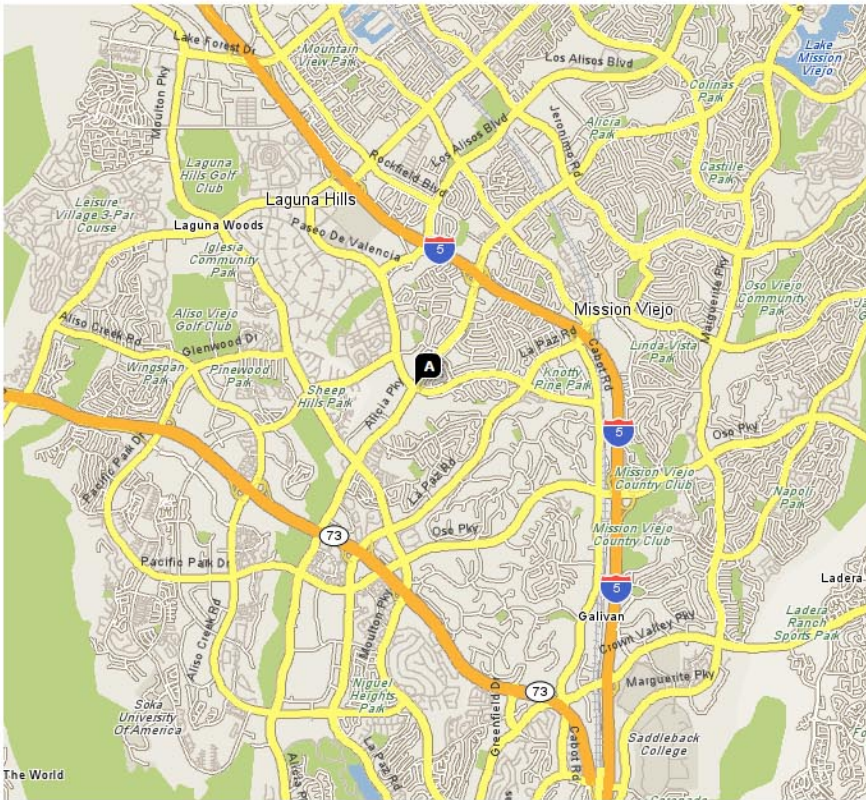 Lake Forest Dr
Mountain
View Park
Los Alisos Blvd
Lake
Mission
Viejo
Moulton Pky
Colinas
Park
Los Alisos Blvd
Jeronimo Rd
Alicia
Park
Laguna
Hills Golf
Club
Rockfield Blvd
Castille
Park
Leisure
Village 3-Par
Course
Laguna Hills
Laguna Woods
Paseo De Valencia
Iglesia
Community
Park
5
Marguerite Pky
Oso Viejo
Community
Park
Aliso Viejo
Golf Club
Mission Viejo
Aliso Creek Rd
Glenwood Dr
La Paz Rd
Cabot Rd
Linda Vista
Park
Wingspan
Park
Pinewood
Park
A
Knotty
Pine Park
Sheep
Hills Park
Alicia Pky
5
Oso Pky
Pacific Park Dr
La Paz Rd
Mission Viejo
Country Club
Napoli
Park
73
Oso Pky
Mission Viejo
Country Club
Pacific Park Dr
5
Ladera
Aliso Creek Rd
Moulton Pky
Galivan
Crown Valley Pky
Ladera
Ranch
Sports Park
Marguerite Pky
Niguel
Heights
Park
Greenfield Dr
73
Soka
University
Of America
Cabot Rd
Saddleback
College
The World
Alicia Pky
La Paz Rd